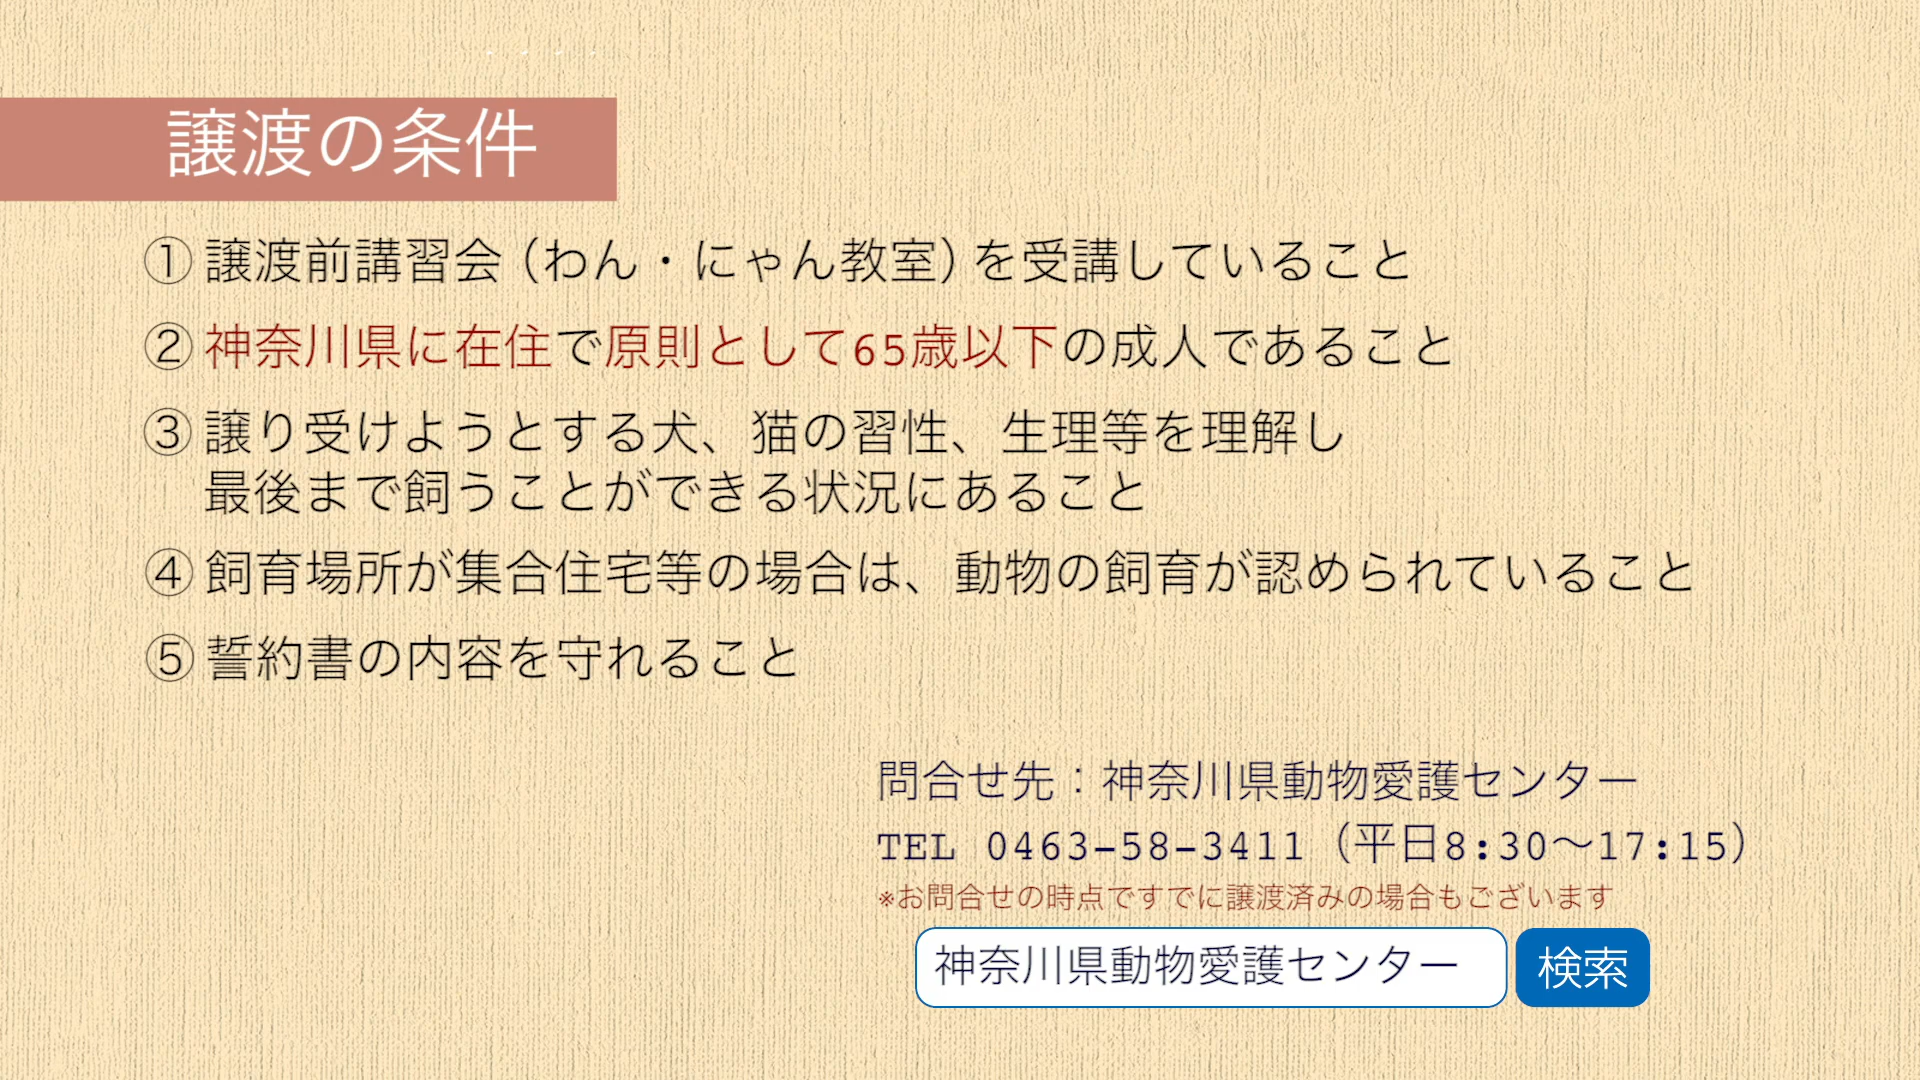 譲渡の条件
① 譲渡前講習会（わん・にゃん教室）を受講していること
② 神奈川県に在住で原則として65歳以下の成人であること
③ 譲り受けようとする犬、猫の習性、生理等を理解し
最後まで飼うことができる状況にあること
④ 飼育場所が集合住宅等の場合は、動物の飼育が認められていること
⑤ 誓約書の内容を守れること
問合せ先：神奈川県動物愛護センター
TEL 0463-58-3411（平日8:30〜17:15）
※お問合せの時点ですでに譲渡済みの場合もございます
神奈川県動物愛護センター 検索